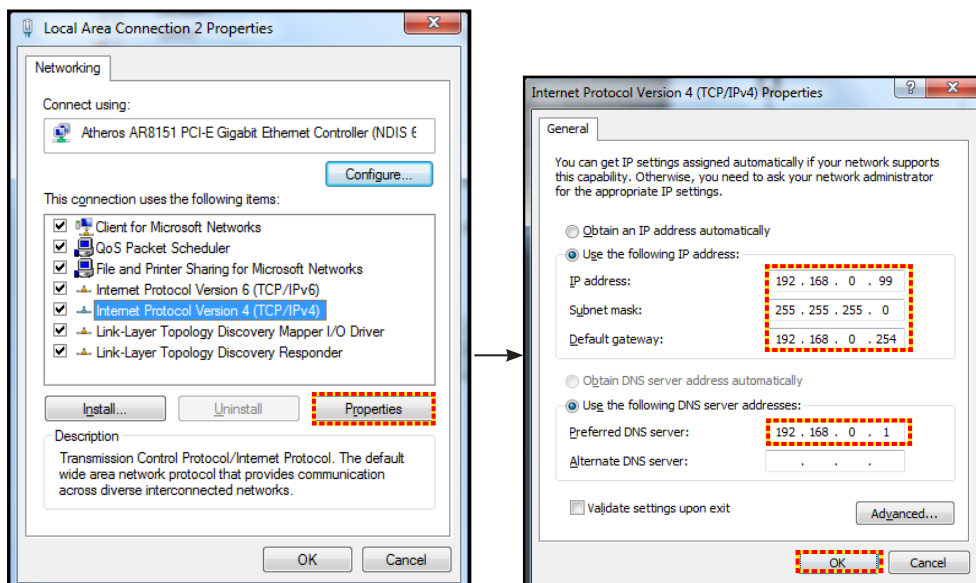 Local Area Connection 2 Properties
Networking
Connect using:
Atheros AR8151 PCI-E Gigabit Ethernet Controller (NDIS 6
Configure...
This connection uses the following items:
Client for Microsoft Networks
QoS Packet Scheduler
File and Printer Sharing for Microsoft Networks
Internet Protocol Version 6 (TCP/IPv6)
Internet Protocol Version 4 (TCP/IPv4)
Link-Layer Topology Discovery Mapper I/O Driver
Link-Layer Topology Discovery Responder
Install...
Uninstall
Properties
Description
Transmission Control Protocol/Internet Protocol. The default
wide area network protocol that provides communication
across diverse interconnected networks.
OK
Cancel
Internet Protocol Version 4 (TCP/IPv4) Properties
General
You can get IP settings assigned automatically if your network supports
this capability. Otherwise, you need to ask your network administrator
for the appropriate IP settings.
Obtain an IP address automatically
Use the following IP address:
IP address: 192 . 168 . 0 . 99
Subnet mask: 255 . 255 . 255 . 0
Default gateway: 192 . 168 . 0 . 254
Obtain DNS server address automatically
Use the following DNS server addresses:
Preferred DNS server: 192 . 168 . 0 . 1
Alternate DNS server: . . .
Validate settings upon exit
Advanced...
OK
Cancel